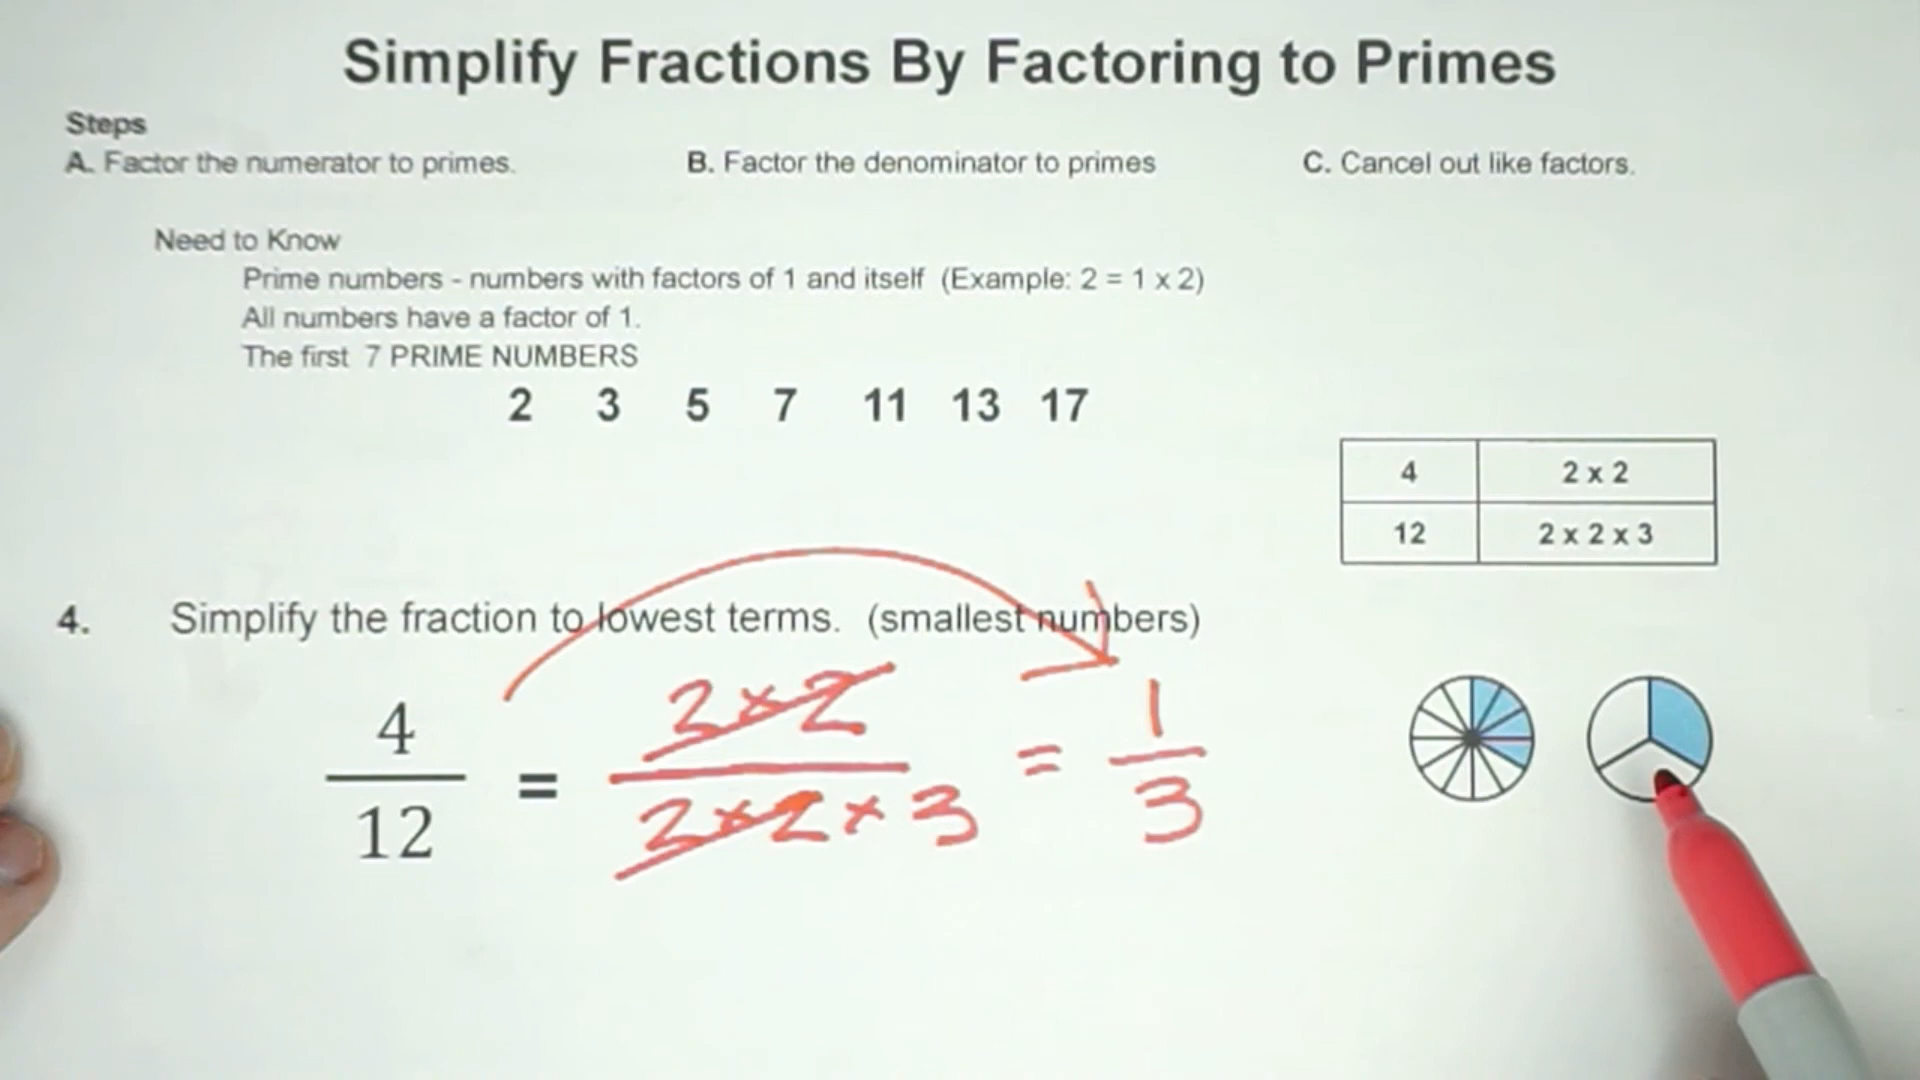 Simplify Fractions By Factoring to Primes
Steps
A. Factor the numerator to primes. B. Factor the denominator to primes C. Cancel out like factors.
Need to Know
Prime numbers - numbers with factors of 1 and itself (Example: 2 = 1 x 2)
All numbers have a factor of 1.
The first 7 PRIME NUMBERS
2 3 5 7 11 13 17
4 2 x 2
12 2 x 2 x 3
4. Simplify the fraction to lowest terms. (smallest numbers)
4/12 = 2×2/2×2×3 = 1/3